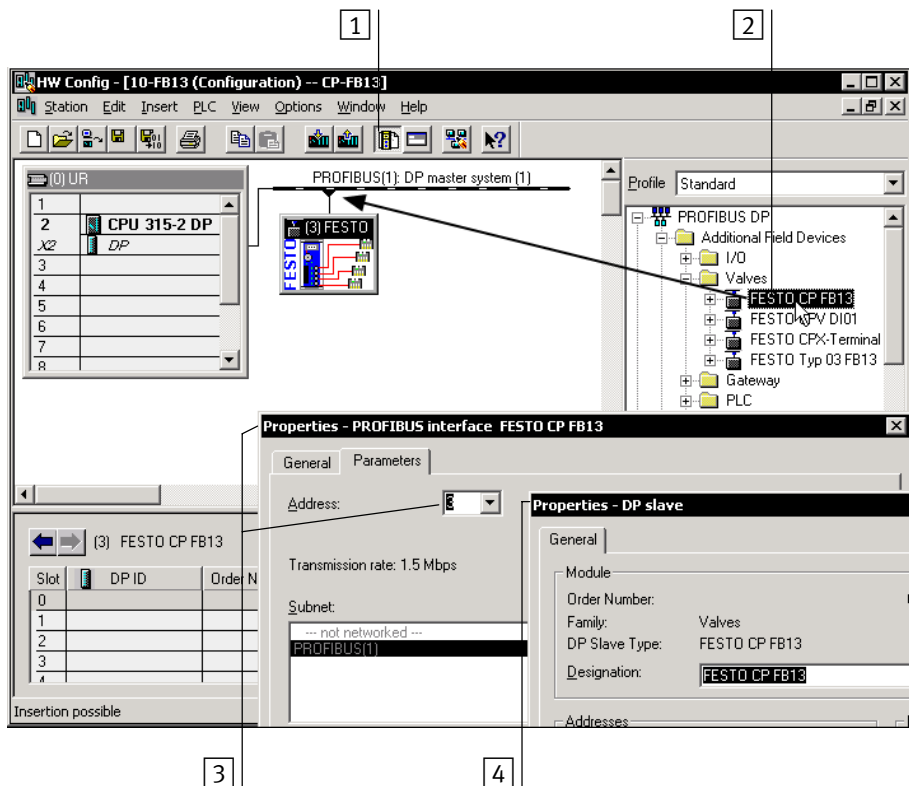 1
2
HW Config - [10-FB13 (Configuration) -- CP-FB13]
Station Edit Insert PLC View Options Window Help
(0) UR
1
2 CPU 315-2 DP
X2 DP
3
4
5
6
7
8
PROFIBUS(1): DP master system (1)
(3) FESTO
FESTO
Profile Standard
PROFIBUS DP
Additional Field Devices
I/O
Valves
FESTO CP FB13
FESTO CPV DI01
FESTO CPX-Terminal
FESTO Typ 03 FB13
Gateway
PLC
(3) FESTO CP FB13
Slot DP ID Order N
0
1
2
3
4
Insertion possible
Properties - PROFIBUS interface FESTO CP FB13
General Parameters
Address: 3
Transmission rate: 1.5 Mbps
Subnet:
--- not networked ---
PROFIBUS(1)
Properties - DP slave
General
Module
Order Number:
Family: Valves
DP Slave Type: FESTO CP FB13
Designation: FESTO CP FB13
Addresses
3
4